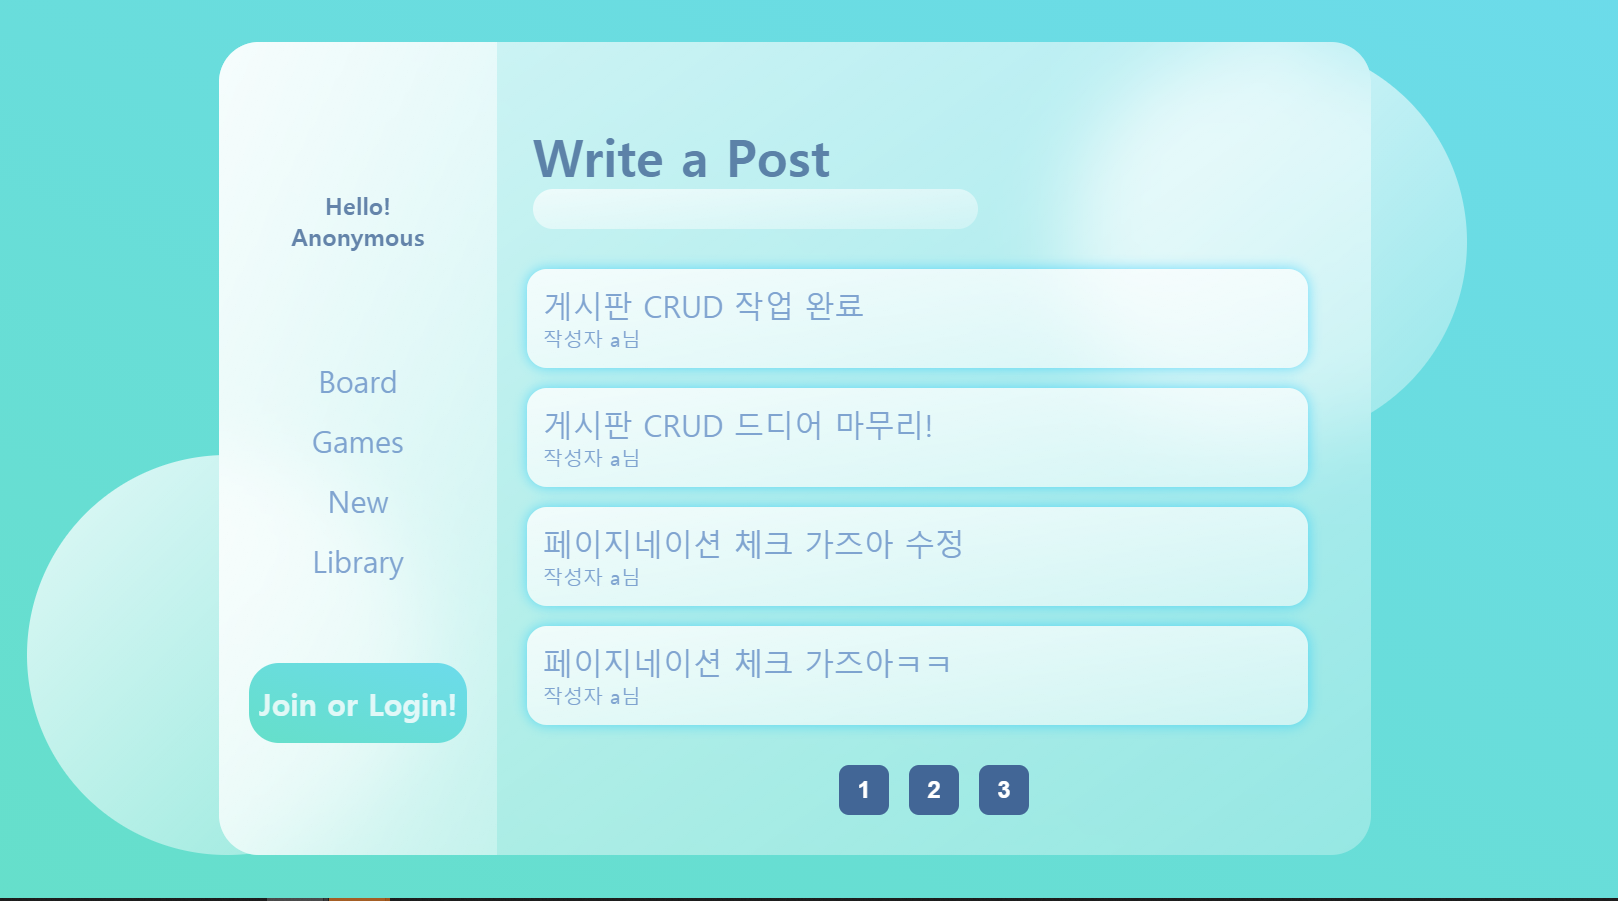 Hello!
Anonymous
Board
Games
New
Library
Join or Login!
Write a Post
게시판 CRUD 작업 완료
작성자 a님
게시판 CRUD 드디어 마무리!
작성자 a님
페이지네이션 체크 가즈아 수정
작성자 a님
페이지네이션 체크 가즈아ㅋㅋ
작성자 a님
1 2 3